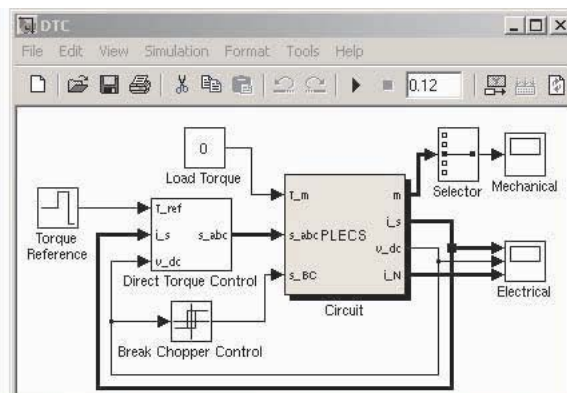 DTC
File Edit View Simulation Format Tools Help
0.12
0
Load Torque
Torque
Reference
T_ref
i_s
v_dc
s_abc
Direct Torque Control
Break Chopper Control
T_m
s_abc
s_BC
PLECS
m
i_s
v_dc
i_N
Circuit
Selector
Mechanical
Electrical